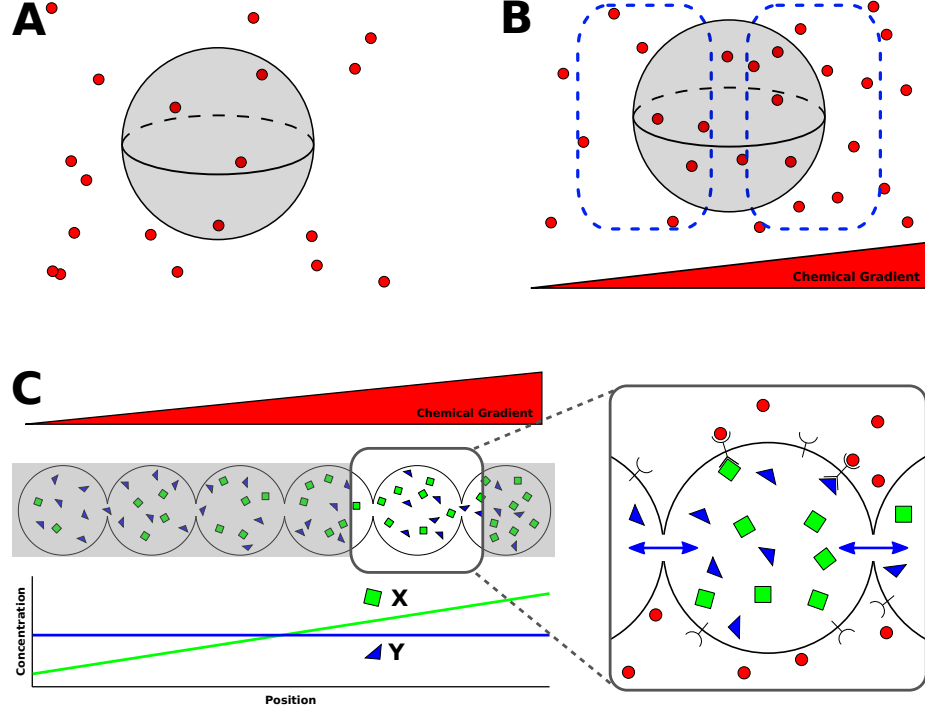 A
B
Chemical Gradient
C
Chemical Gradient
X
Y
Concentration
Position